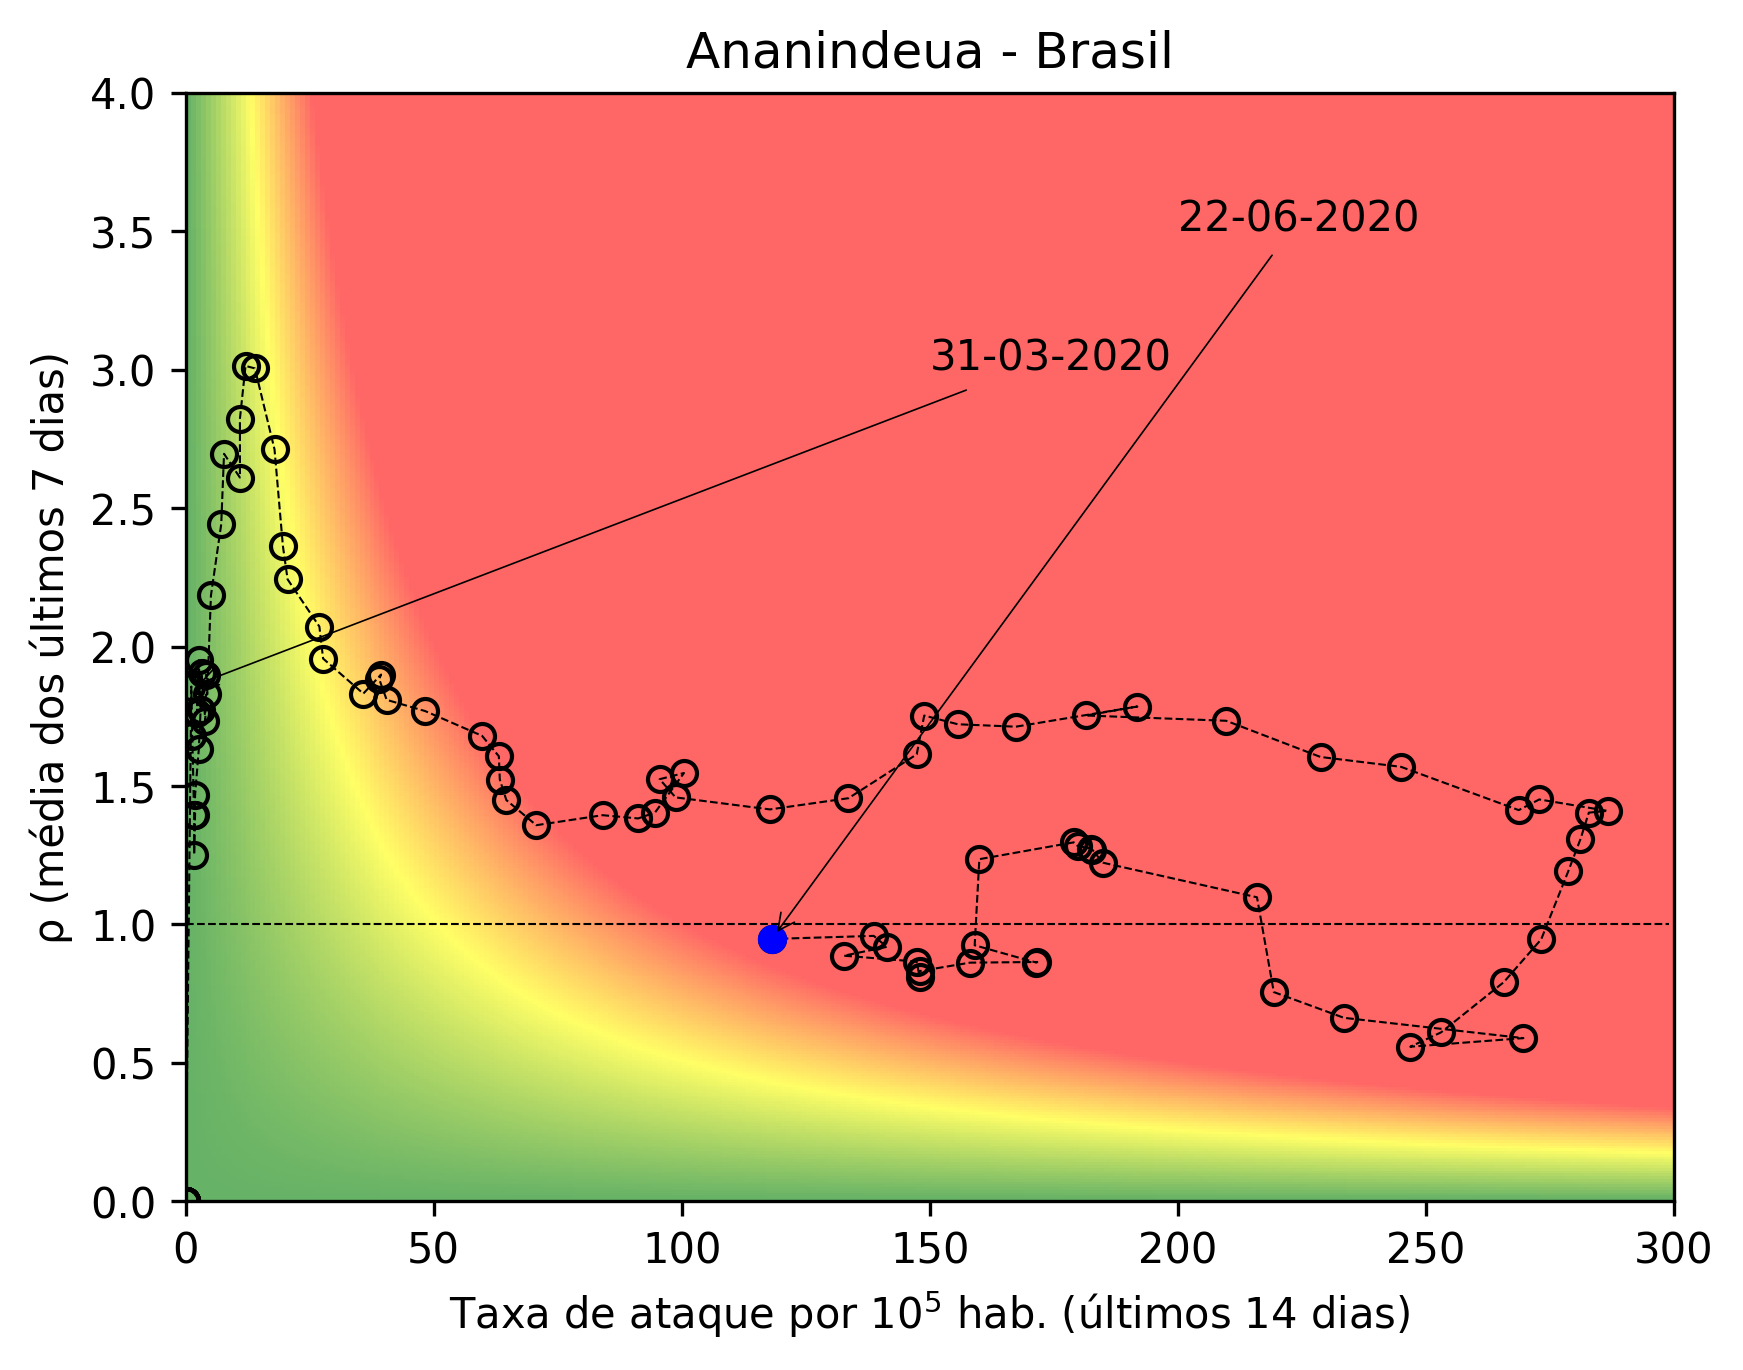 Ananindeua - Brasil
4.0
3.5
3.0
2.5
2.0
1.5
1.0
0.5
0.0
ρ (média dos últimos 7 dias)
22-06-2020
31-03-2020
0 50 100 150 200 250 300
Taxa de ataque por 10⁵ hab. (últimos 14 dias)